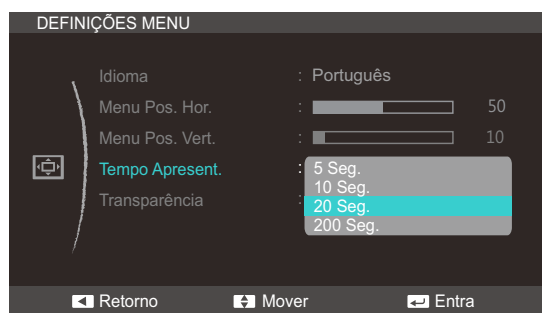 DEFINIÇÕES MENU
Idioma : Português
Menu Pos. Hor. : 50
Menu Pos. Vert. : 10
Tempo Apresent. : 5 Seg.
10 Seg.
Transparência : 20 Seg.
200 Seg.
Retorno Mover Entra